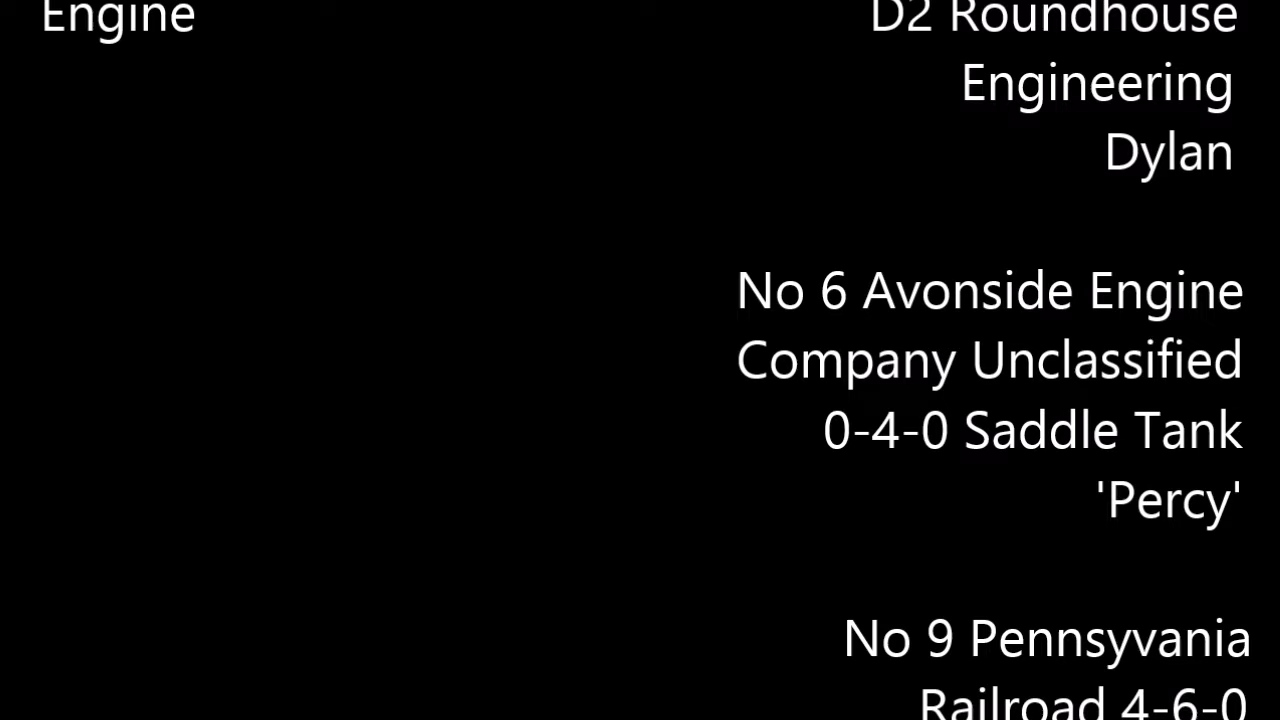 Engine
D2 Roundhouse
Engineering
Dylan
No 6 Avonside Engine
Company Unclassified
0-4-0 Saddle Tank
'Percy'
No 9 Pennsyvania
Railroad 4-6-0